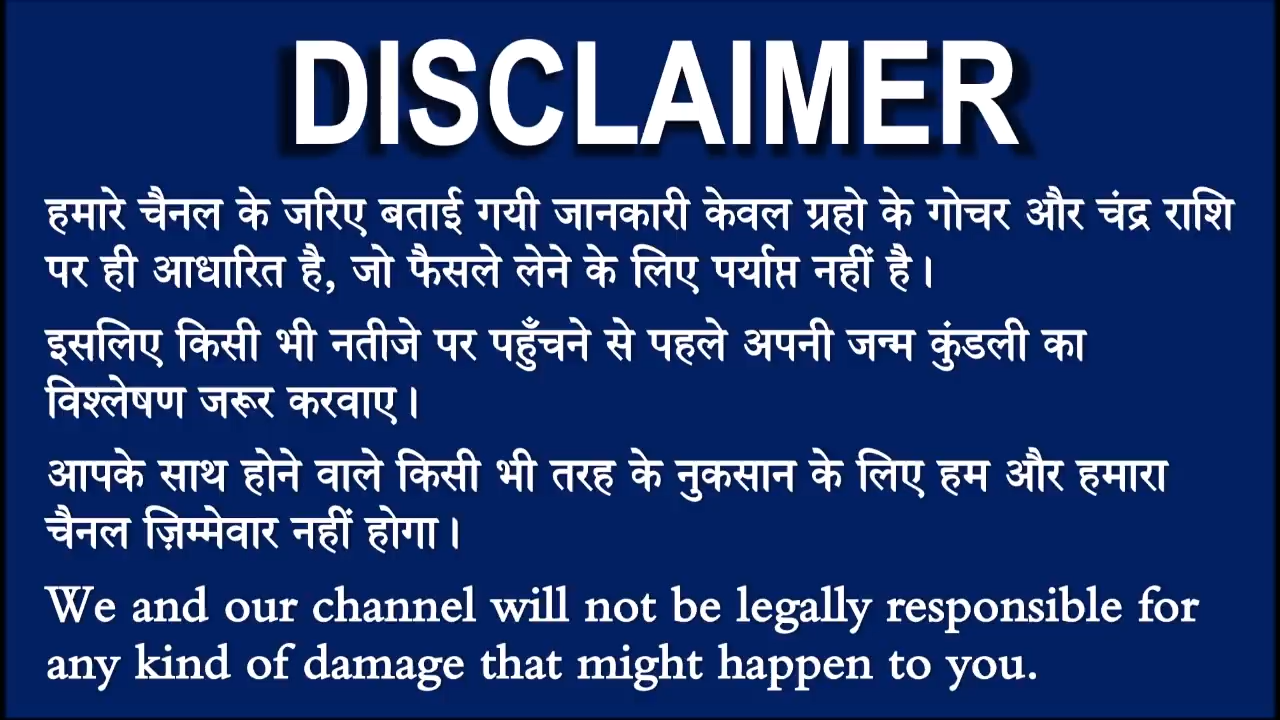 DISCLAIMER
हमारे चैनल के जरिए बताई गयी जानकारी केवल ग्रहो के गोचर और चंद्र राशि
पर ही आधारित है, जो फैसले लेने के लिए पर्याप्त नहीं है।
इसलिए किसी भी नतीजे पर पहुँचने से पहले अपनी जन्म कुंडली का
विश्लेषण जरूर करवाए।
आपके साथ होने वाले किसी भी तरह के नुकसान के लिए हम और हमारा
चैनल ज़िम्मेवार नहीं होगा।
We and our channel will not be legally responsible for
any kind of damage that might happen to you.